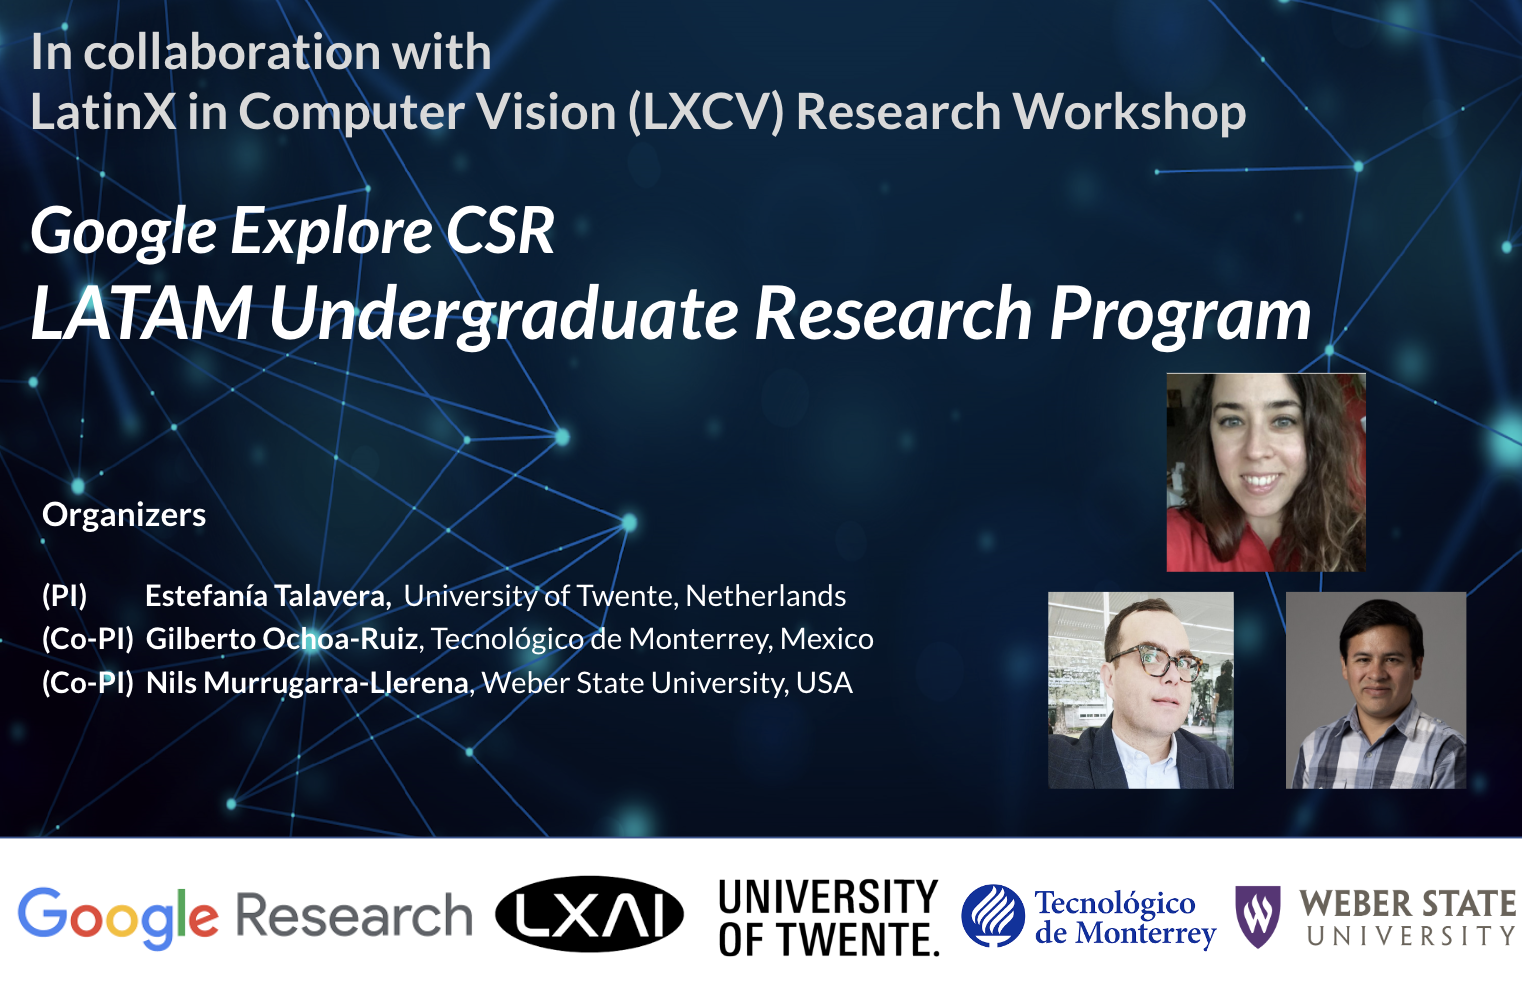 In collaboration with
LatinX in Computer Vision (LXCV) Research Workshop
Google Explore CSR
LATAM Undergraduate Research Program
Organizers
(PI) Estefanía Talavera, University of Twente, Netherlands
(Co-PI) Gilberto Ochoa-Ruiz, Tecnológico de Monterrey, Mexico
(Co-PI) Nils Murrugarra-Llerena, Weber State University, USA
Google Research
LXAI
UNIVERSITY
OF TWENTE.
Tecnológico
de Monterrey
W
WEBER STATE
UNIVERSITY